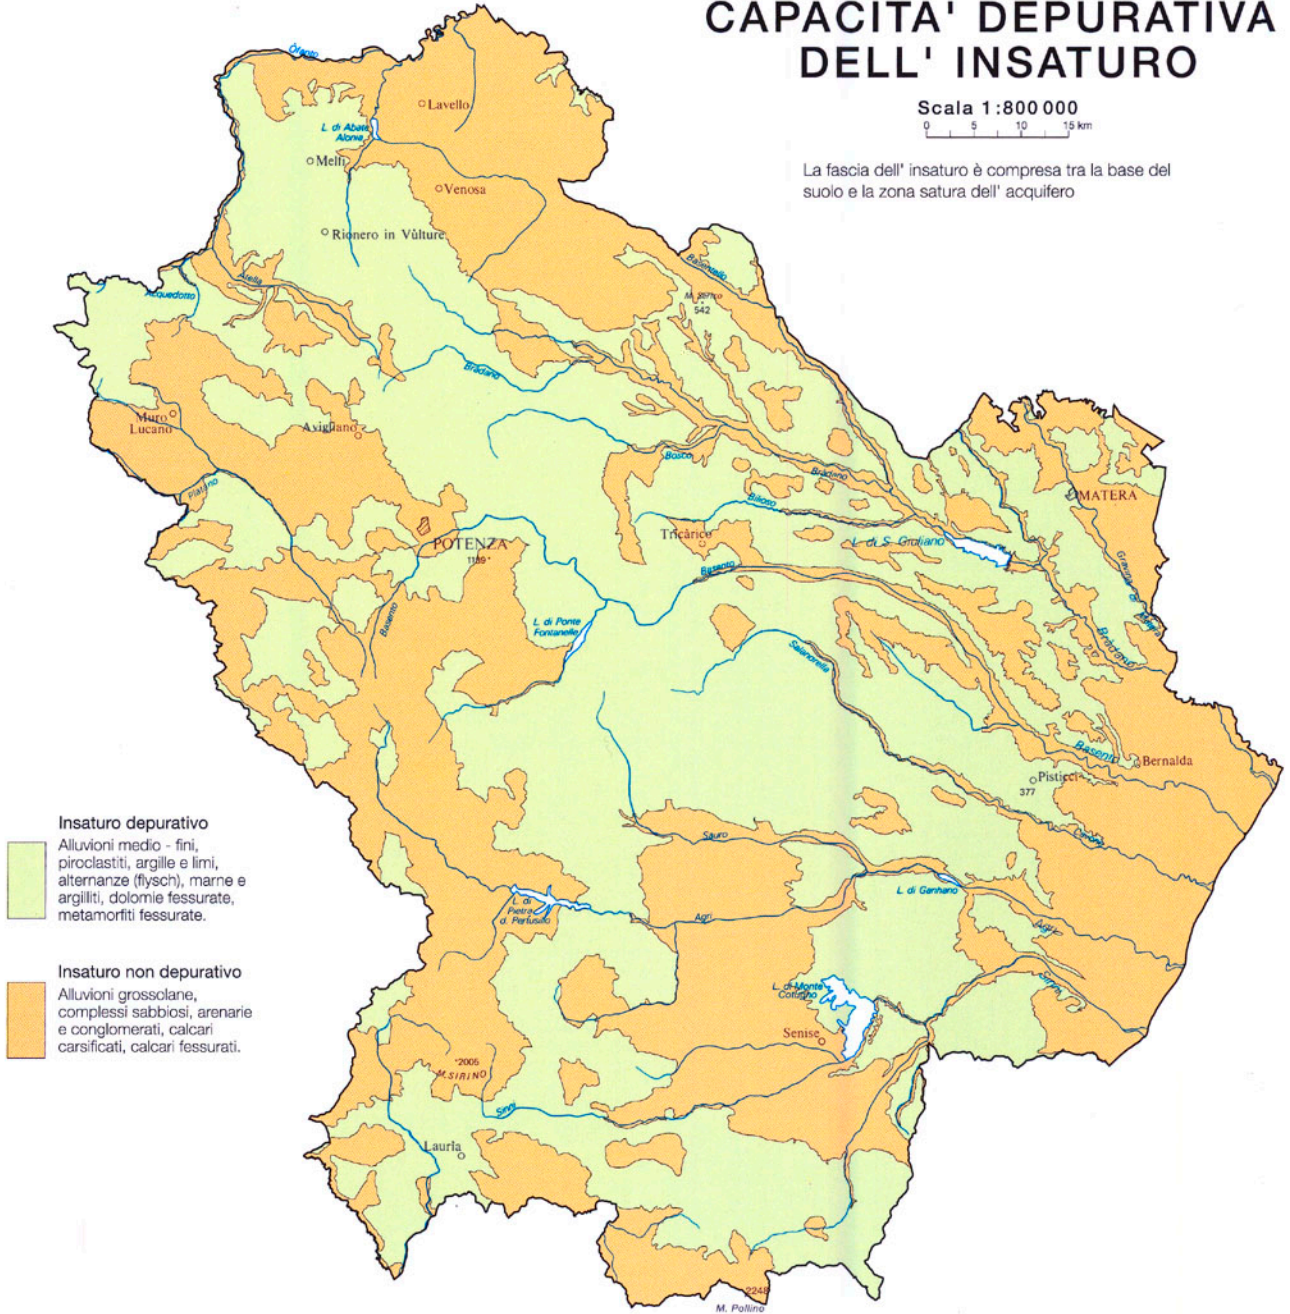 CAPACITA' DEPURATIVA
DELL' INSATURO
Scala 1:800 000
0 5 10 15 km
La fascia dell' insaturo è compresa tra la base del
suolo e la zona satura dell' acquifero
Òfanto
Lavello
L. di Abate
Alonia
Melfi
Venosa
Rionero in Vùlture
Basentello
Atella
Acquedotto
M. Serico
542
Bràdano
Muro
Lucano
Avigliano
Bosco
Bràdano
Platano
Bilioso
MATERA
Tricàrico
POTENZA
L. di S. Giuliano
1189
Basento
Gravina di Matera
Basento
L. di Ponte
Fontanelle
Salandrella
Bràdano
Basento
Bernalda
Pisticci
377
Cavone
Insaturo depurativo
Alluvioni medio - fini,
piroclastiti, argille e limi,
alternanze (flysch), marne e
argilliti, dolomie fessurate,
metamorfiti fessurate.
Sauro
L. di Gannano
L. di
Pietra
d. Pertusillo
Agri
Agri
Insaturo non depurativo
Alluvioni grossolane,
complessi sabbiosi, arenarie
e conglomerati, calcari
carsificati, calcari fessurati.
L. di Monte
Cotugno
Sinni
Senise
2005
M. SIRINO
Sinni
Lauria
2248
M. Pollino